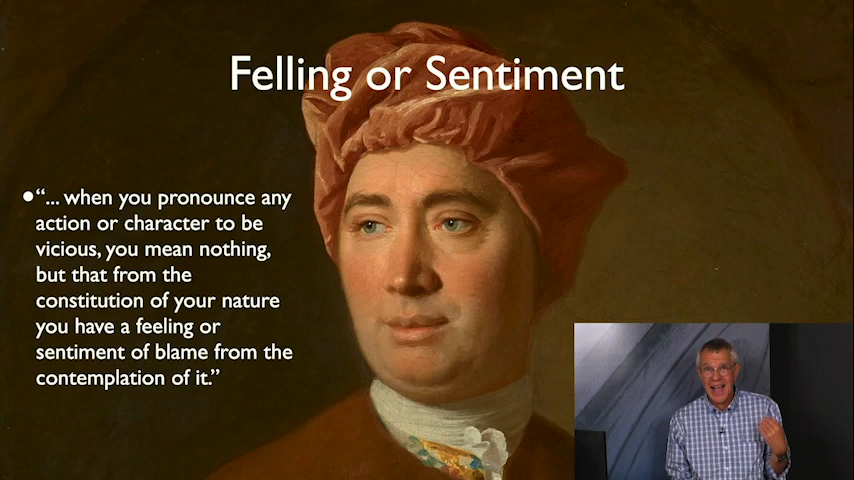 Felling or Sentiment
•“... when you pronounce any
action or character to be
vicious, you mean nothing,
but that from the
constitution of your nature
you have a feeling or
sentiment of blame from the
contemplation of it.”